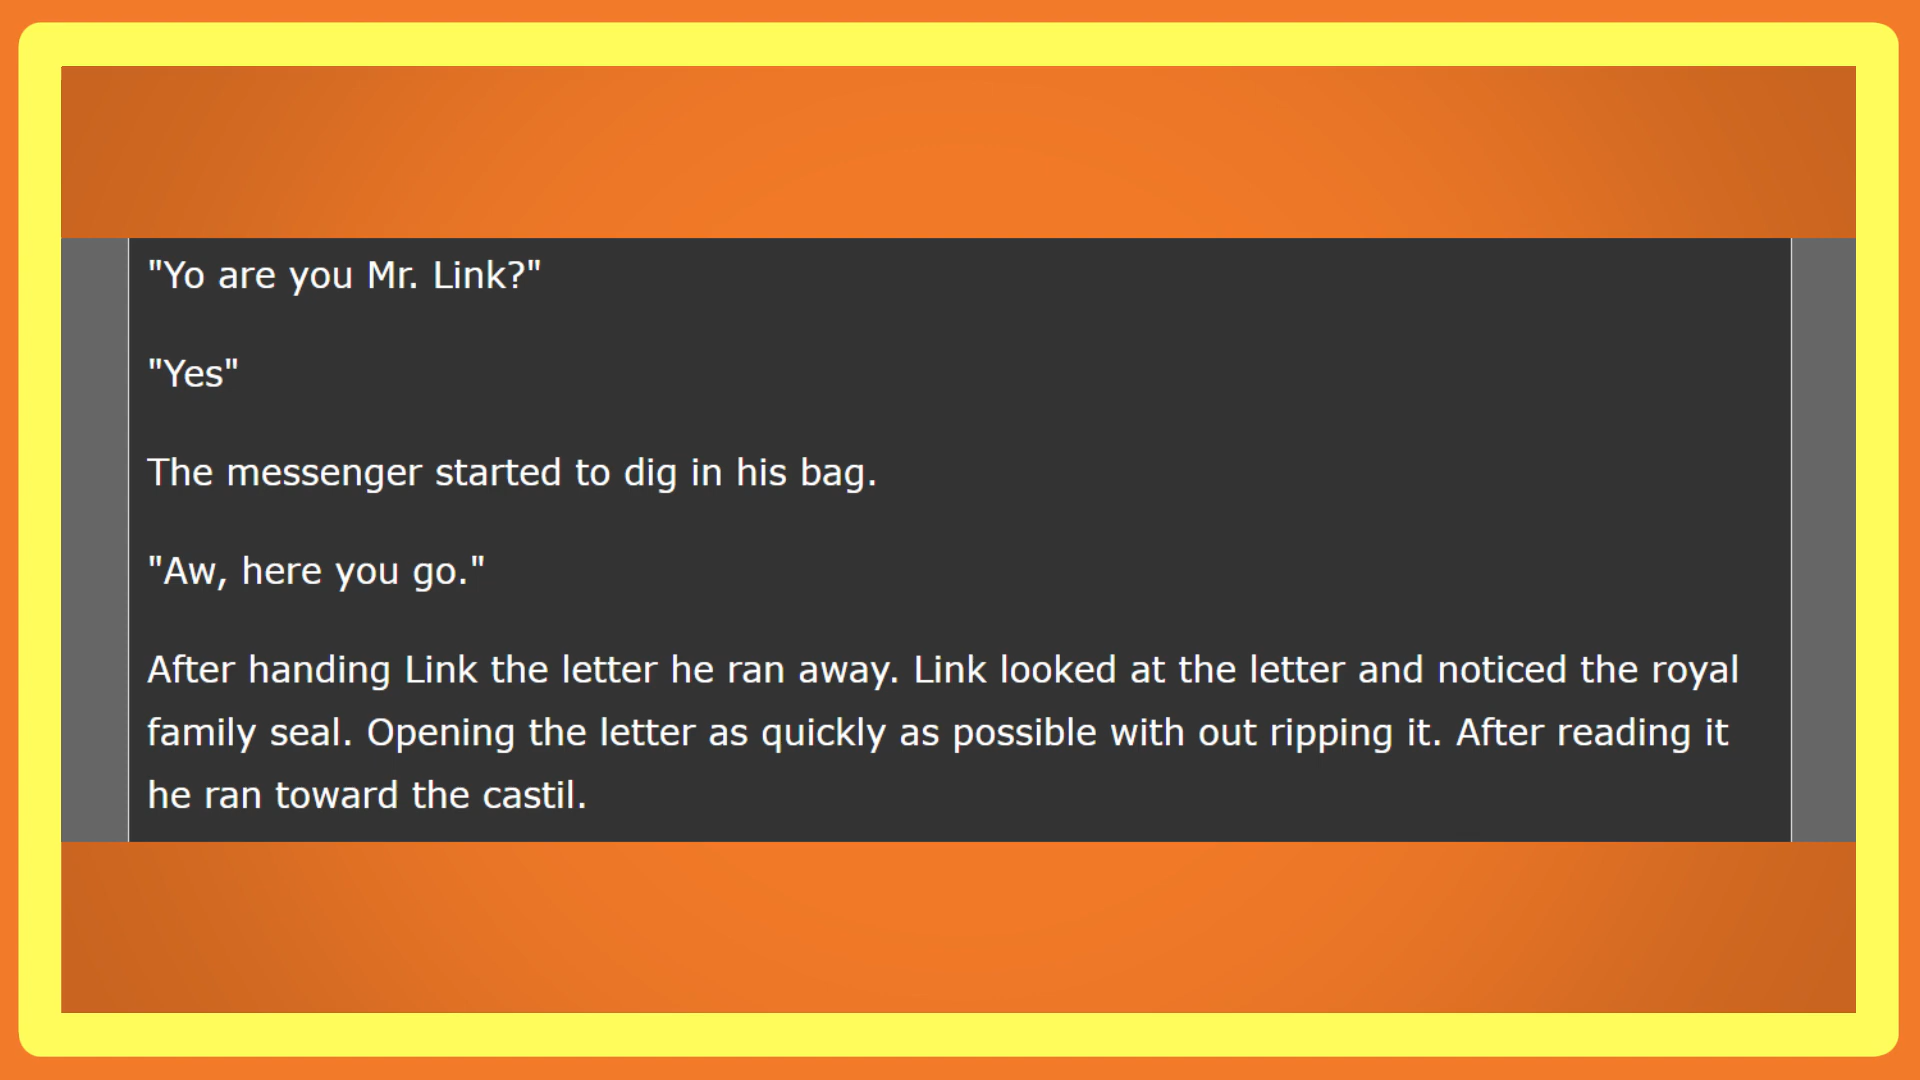 "Yo are you Mr. Link?"
"Yes"
The messenger started to dig in his bag.
"Aw, here you go."
After handing Link the letter he ran away. Link looked at the letter and noticed the royal
family seal. Opening the letter as quickly as possible with out ripping it. After reading it
he ran toward the castil.